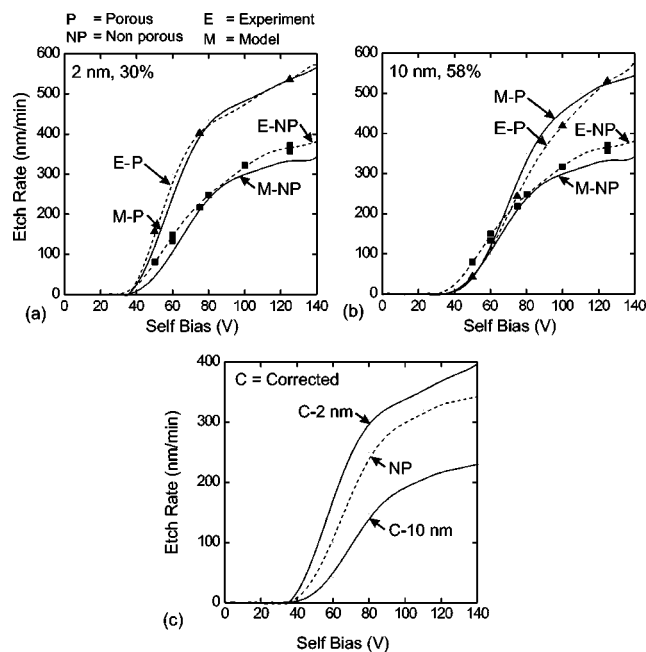 P = Porous E = Experiment
NP = Non porous M = Model
600
500
400
300
200
100
0
Etch Rate (nm/min)
2 nm, 30%
E-P
M-P
E-NP
M-NP
0 20 40 60 80 100 120 140
(a)
Self Bias (V)
600
500
400
300
200
100
0
10 nm, 58%
M-P
E-P
E-NP
M-NP
0 20 40 60 80 100 120 140
(b)
Self Bias (V)
400
300
200
100
0
Etch Rate (nm/min)
C = Corrected
C-2 nm
NP
C-10 nm
0 20 40 60 80 100 120 140
(c)
Self Bias (V)